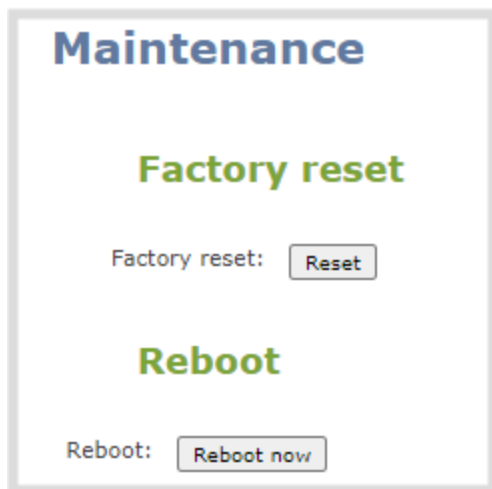 Maintenance
Factory reset
Factory reset: Reset
Reboot
Reboot: Reboot now